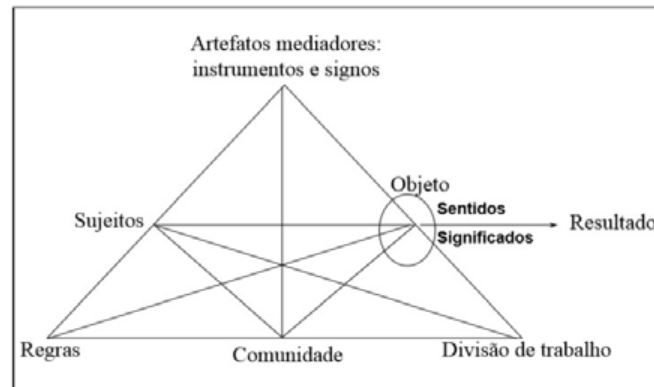 Artefatos mediadores:
instrumentos e signos
Objeto
Sentidos
Sujeitos
Resultado
Significados
Regras
Comunidade
Divisão de trabalho